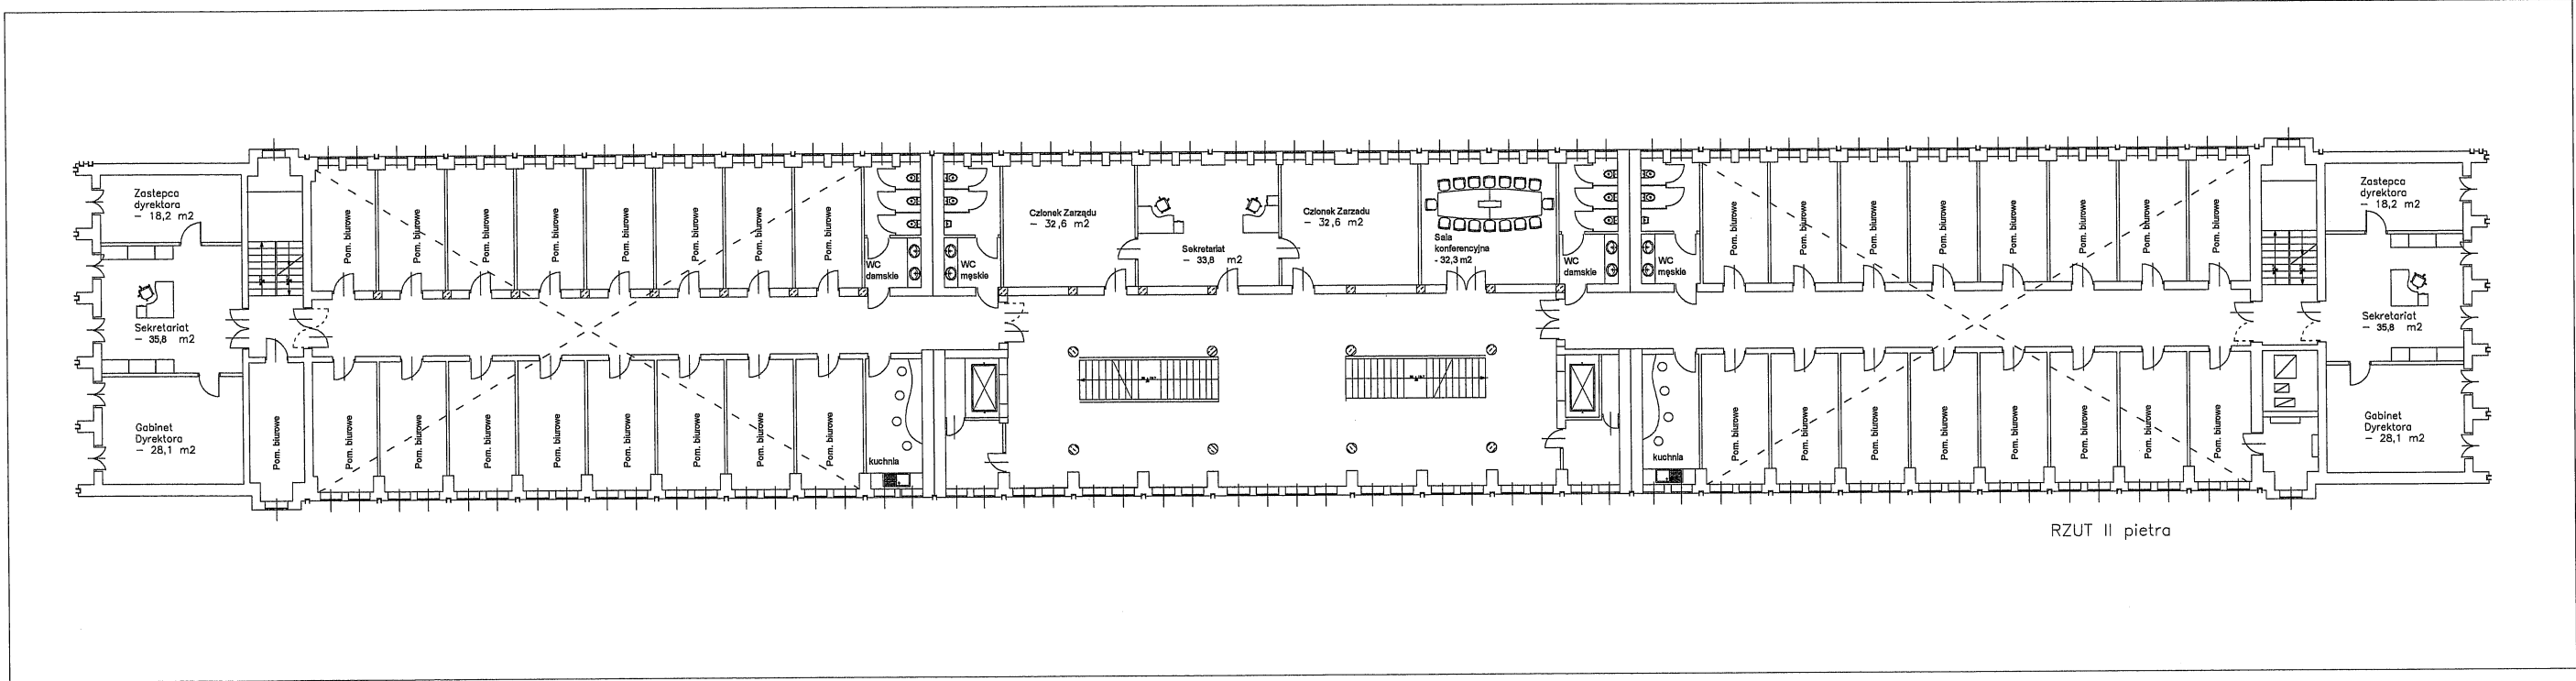 Zastepca
dyrektora
– 18,2 m2
Pom. biurowe
Pom. biurowe
Pom. biurowe
Pom. biurowe
Pom. biurowe
Pom. biurowe
Pom. biurowe
Pom. biurowe
WC
damskie
WC
męskie
Członek Zarządu
– 32,6 m2
Sekretariat
– 33,8 m2
Członek Zarzadu
– 32,6 m2
Sala
konferencyjna
- 32,3 m2
WC
damskie
WC
męskie
Pom. biurowe
Pom. biurowe
Pom. biurowe
Pom. biurowe
Pom. biurowe
Pom. biurowe
Pom. biurowe
Pom. biurowe
Zastepca
dyrektora
– 18,2 m2
Sekretariat
– 35,8 m2
Sekretariat
– 35,8 m2
Gabinet
Dyrektora
– 28,1 m2
Pom. biurowe
Pom. biurowe
Pom. biurowe
Pom. biurowe
Pom. biurowe
Pom. biurowe
Pom. biurowe
Pom. biurowe
Pom. biurowe
kuchnia
kuchnia
Pom. biurowe
Pom. biurowe
Pom. biurowe
Pom. biurowe
Pom. biurowe
Pom. biurowe
Pom. biurowe
Pom. biurowe
Gabinet
Dyrektora
– 28,1 m2
RZUT II pietra